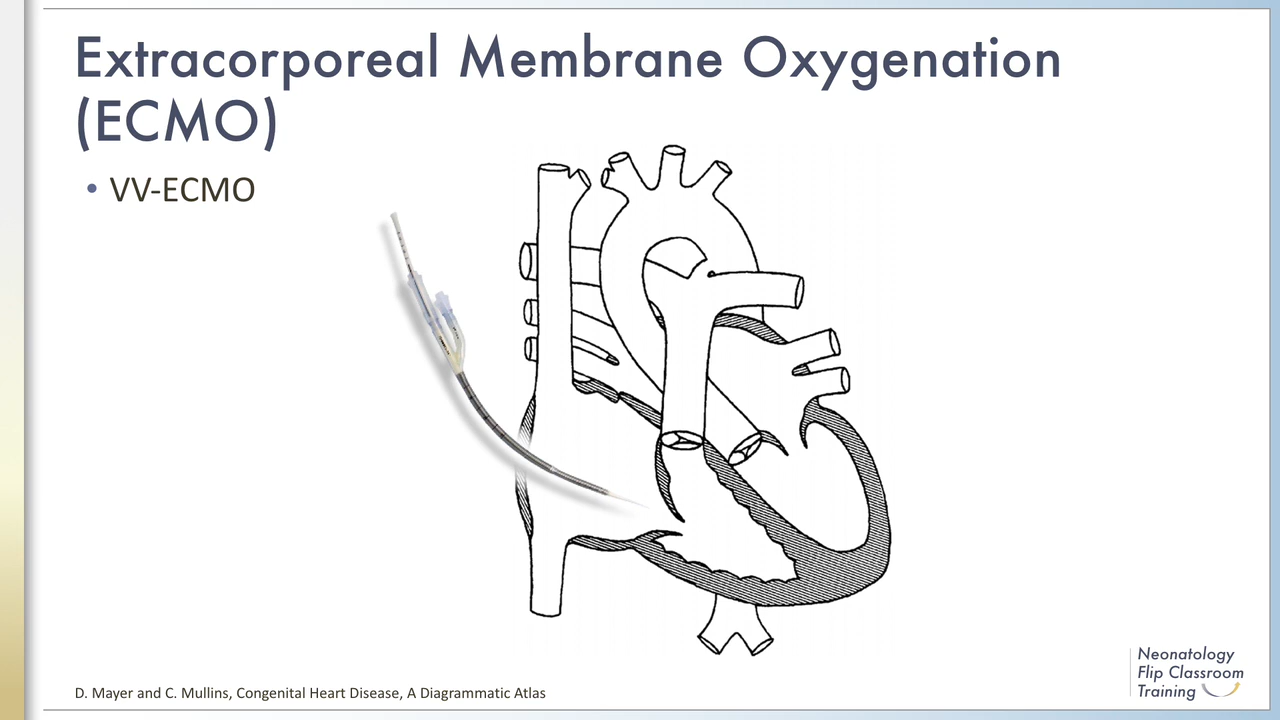 Extracorporeal Membrane Oxygenation
(ECMO)
• VV-ECMO
D. Mayer and C. Mullins, Congenital Heart Disease, A Diagrammatic Atlas
Neonatology
Flip Classroom
Training